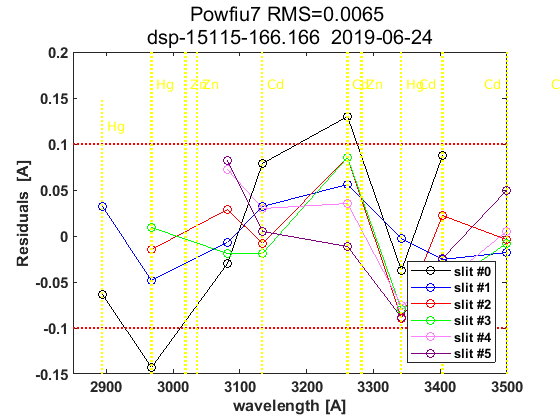 Powfiu7 RMS=0.0065
dsp-15115-166.166 2019-06-24
0.2
0.15
0.1
0.05
0
-0.05
-0.1
-0.15
Residuals [A]
Hg
Hg
Zn
Zn
Cd
Cd
Zn
Hg
Cd
Cd
C
slit #0
slit #1
slit #2
slit #3
slit #4
slit #5
2900 3000 3100 3200 3300 3400 3500
wavelength [A]